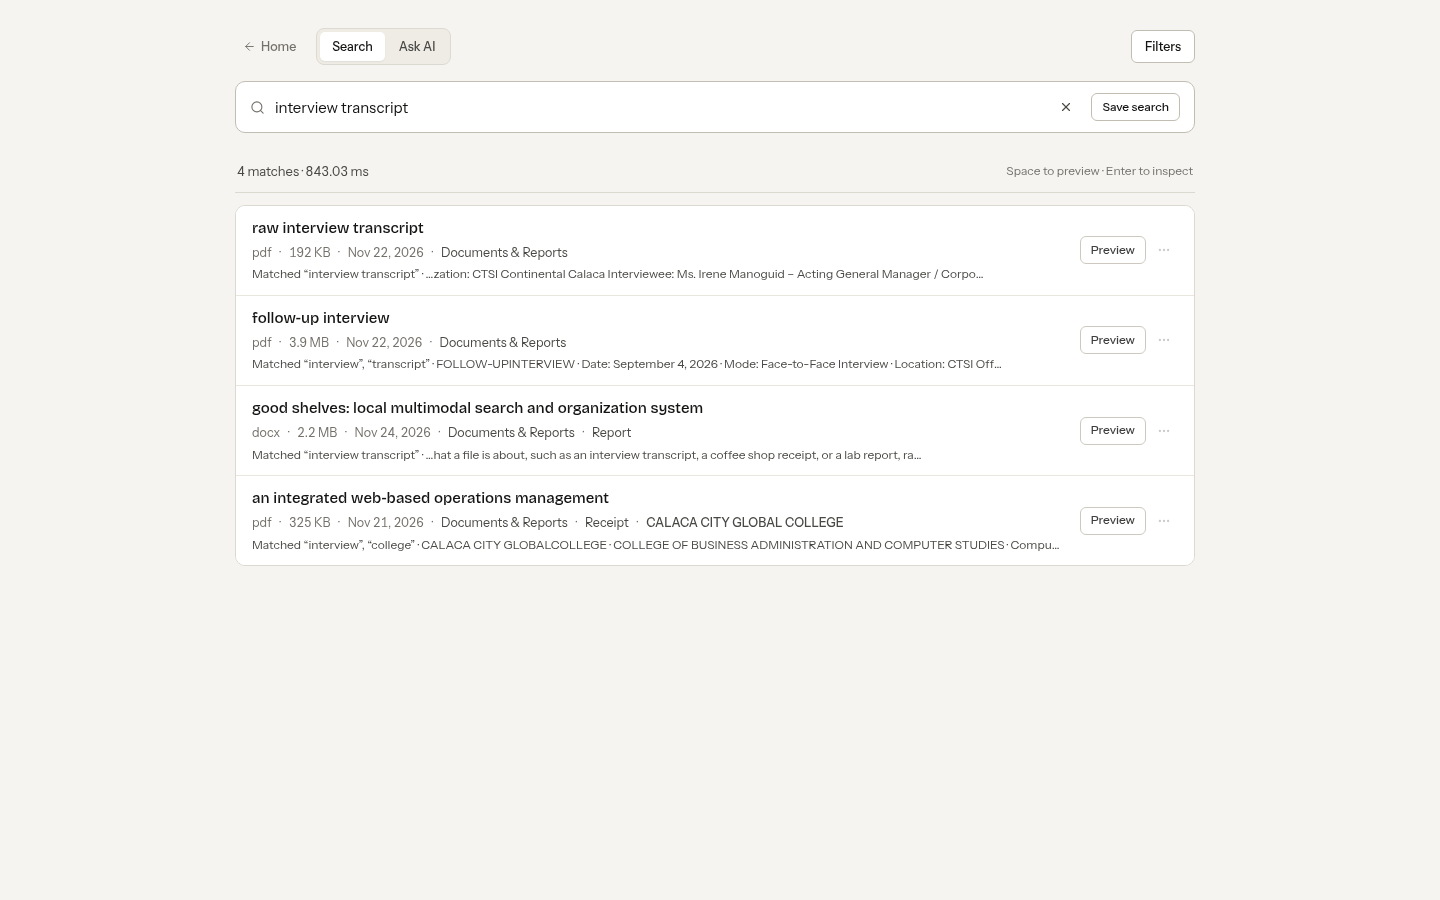 ← Home Search Ask AI Filters
interview transcript × Save search
4 matches · 843.03 ms Space to preview · Enter to inspect
raw interview transcript
pdf · 192 KB · Nov 22, 2026 · Documents & Reports Preview ...
Matched “interview transcript” · …zation: CTSI Continental Calaca Interviewee: Ms. Irene Manoguid – Acting General Manager / Corpo…
follow-up interview
pdf · 3.9 MB · Nov 22, 2026 · Documents & Reports Preview ...
Matched “interview”, “transcript” · FOLLOW-UPINTERVIEW · Date: September 4, 2026 · Mode: Face-to-Face Interview · Location: CTSI Off…
good shelves: local multimodal search and organization system
docx · 2.2 MB · Nov 24, 2026 · Documents & Reports · Report Preview ...
Matched “interview transcript” · …hat a file is about, such as an interview transcript, a coffee shop receipt, or a lab report, ra…
an integrated web-based operations management
pdf · 325 KB · Nov 21, 2026 · Documents & Reports · Receipt · CALACA CITY GLOBAL COLLEGE Preview ...
Matched “interview”, “college” · CALACA CITY GLOBALCOLLEGE · COLLEGE OF BUSINESS ADMINISTRATION AND COMPUTER STUDIES · Compu…